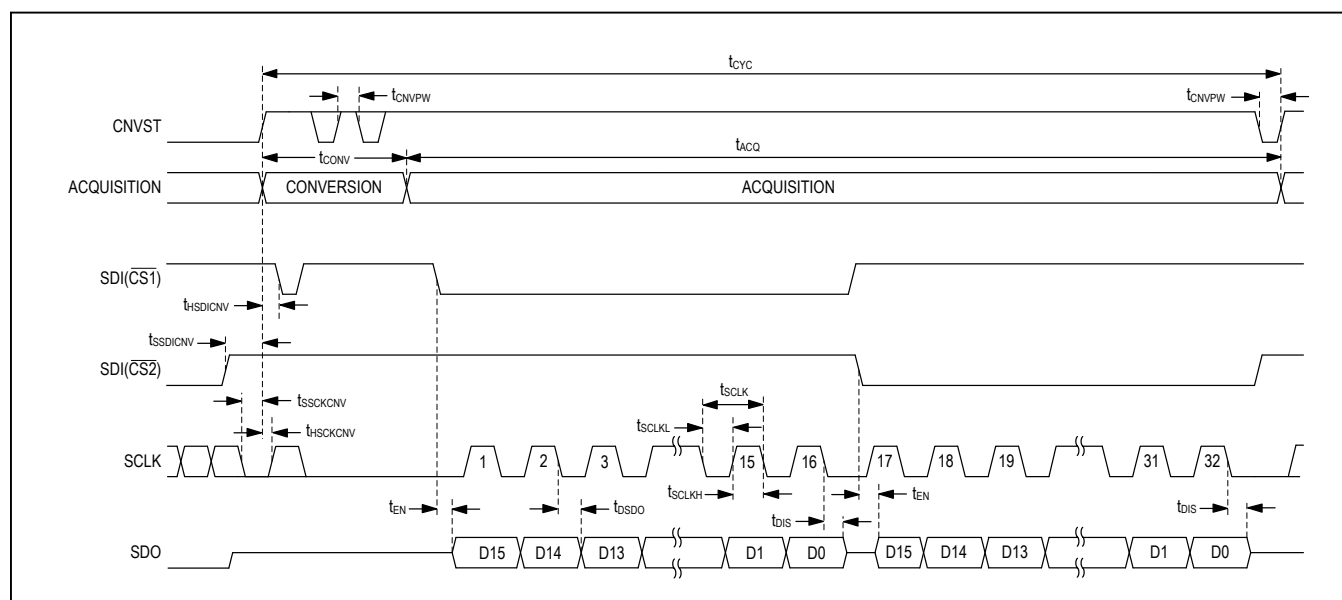 tCYC
tCNVPW
tCNVPW
CNVST
tCONV
tACQ
ACQUISITION
CONVERSION
ACQUISITION
SDI(CS1)
tHSDICNV
tSSDICNV
SDI(CS2)
tSSCKCNV
tSCLK
tHSCKCNV
tSCLKL
SCLK
1 2 3 15 16 17 18 19 31 32
tSCLKH
tEN
tDSDO
tDIS
tEN
tDIS
SDO
D15 D14 D13 D1 D0 D15 D14 D13 D1 D0